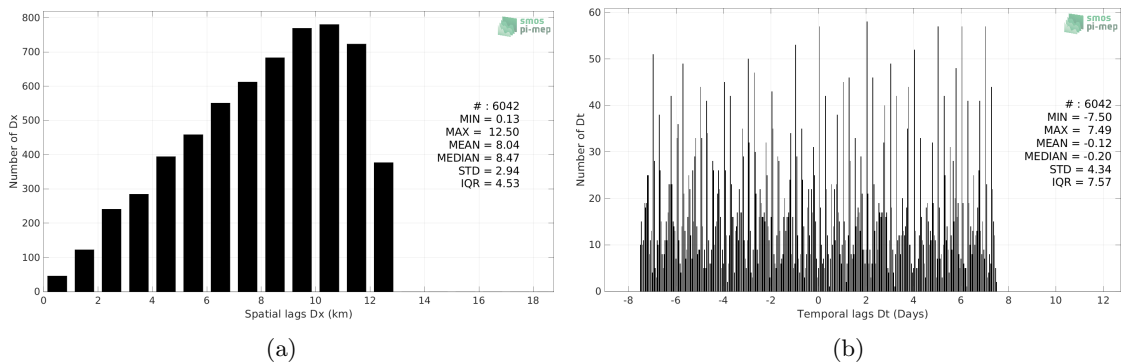 800
700
600
500
400
300
200
100
0
Number of Dx
0 2 4 6 8 10 12 14 16 18
Spatial lags Dx (km)
smos
pi-mep
# : 6042
MIN = 0.13
MAX = 12.50
MEAN = 8.04
MEDIAN = 8.47
STD = 2.94
IQR = 4.53
(a)
60
50
40
30
20
10
0
Number of Dt
-8 -6 -4 -2 0 2 4 6 8 10 12
Temporal lags Dt (Days)
smos
pi-mep
# : 6042
MIN = -7.50
MAX = 7.49
MEAN = -0.12
MEDIAN = -0.20
STD = 4.34
IQR = 7.57
(b)